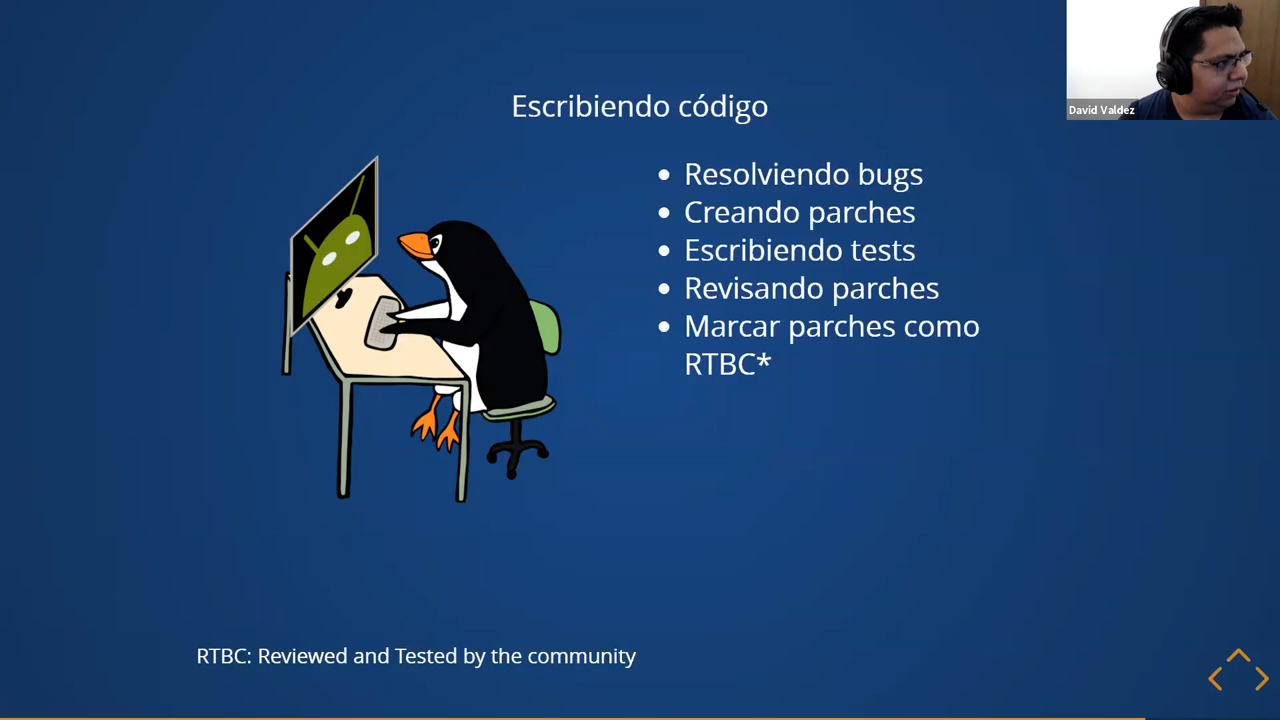 David Valdez
Escribiendo código
Resolviendo bugs
Creando parches
Escribiendo tests
Revisando parches
Marcar parches como
RTBC*
RTBC: Reviewed and Tested by the community